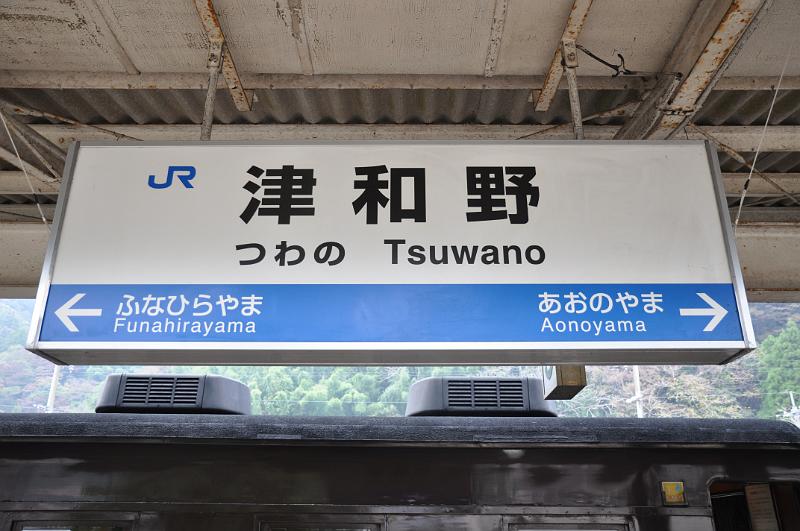 JR 津和野
つわの Tsuwano
← ふなひらやま あおのやま →
Funahirayama Aonoyama